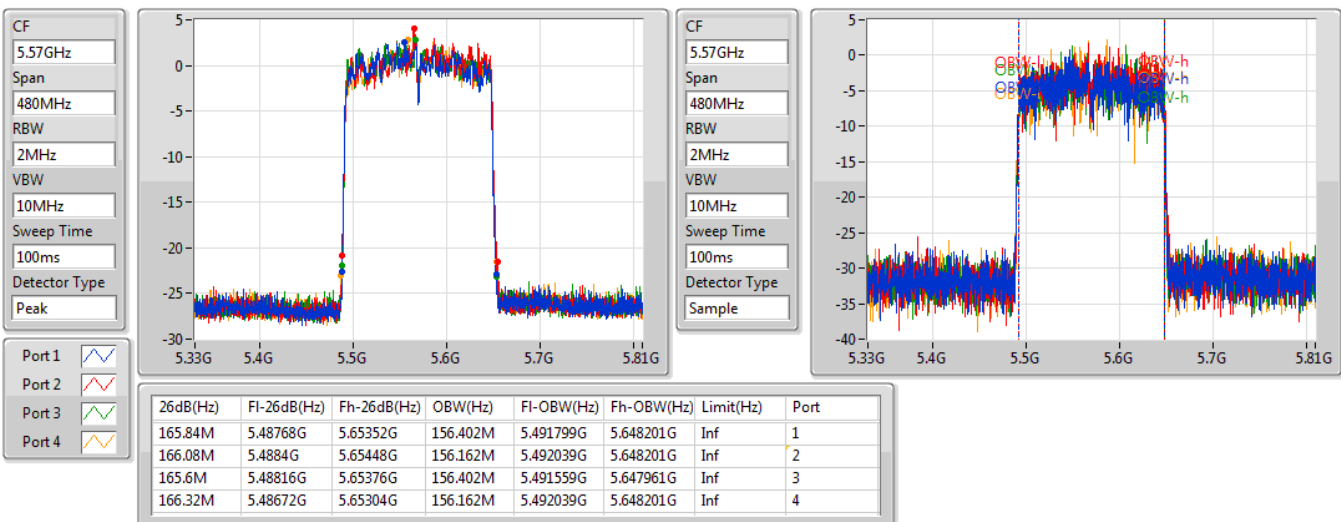 CF
5.57GHz
Span
480MHz
RBW
2MHz
VBW
10MHz
Sweep Time
100ms
Detector Type
Peak
5
0
-5
-10
-15
-20
-25
-30
5.33G 5.4G 5.5G 5.6G 5.7G 5.81G
CF
5.57GHz
Span
480MHz
RBW
2MHz
VBW
10MHz
Sweep Time
100ms
Detector Type
Sample
5
0
-5
-10
-15
-20
-25
-30
-35
-40
OBW-h
OBW-h
OBW-h
5.33G 5.4G 5.5G 5.6G 5.7G 5.81G
Port 1
Port 2
Port 3
Port 4
26dB(Hz) Fl-26dB(Hz) Fh-26dB(Hz) OBW(Hz) Fl-OBW(Hz) Fh-OBW(Hz) Limit(Hz) Port
165.84M 5.48768G 5.65352G 156.402M 5.491799G 5.648201G Inf 1
166.08M 5.4884G 5.65448G 156.162M 5.492039G 5.648201G Inf 2
165.6M 5.48816G 5.65376G 156.402M 5.491559G 5.647961G Inf 3
166.32M 5.48672G 5.65304G 156.162M 5.492039G 5.648201G Inf 4